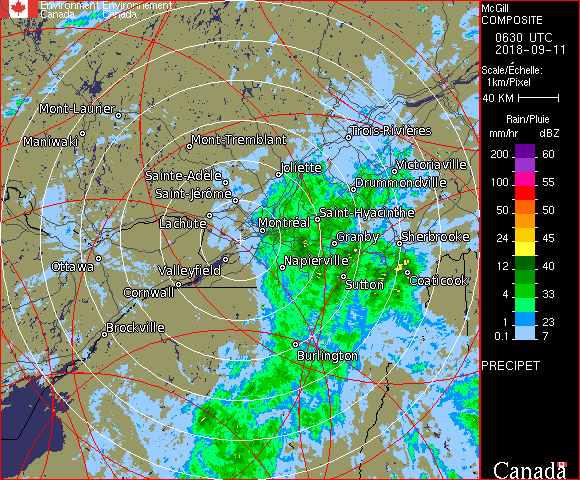 Environment Environnement
Canada Canada
McGill
COMPOSITE
0630 UTC
2018-09-11
Scale/Échelle:
1km/Pixel
40 KM
Rain/Pluie
mm/hr dBZ
200 60
100 55
50 50
24 45
12 40
4 33
1 23
0.1 7
PRECIPET
Canada
Mont-Laurier
Maniwaki
Mont-Tremblant
Trois-Rivières
Joliette
Victoriaville
Sainte-Adèle
Drummondville
Saint-Jérôme
Lachute
Saint-Hyacinthe
Montréal
Granby
Sherbrooke
Ottawa
Valleyfield
Napierville
Sutton
Coaticook
Cornwall
Brockville
Burlington